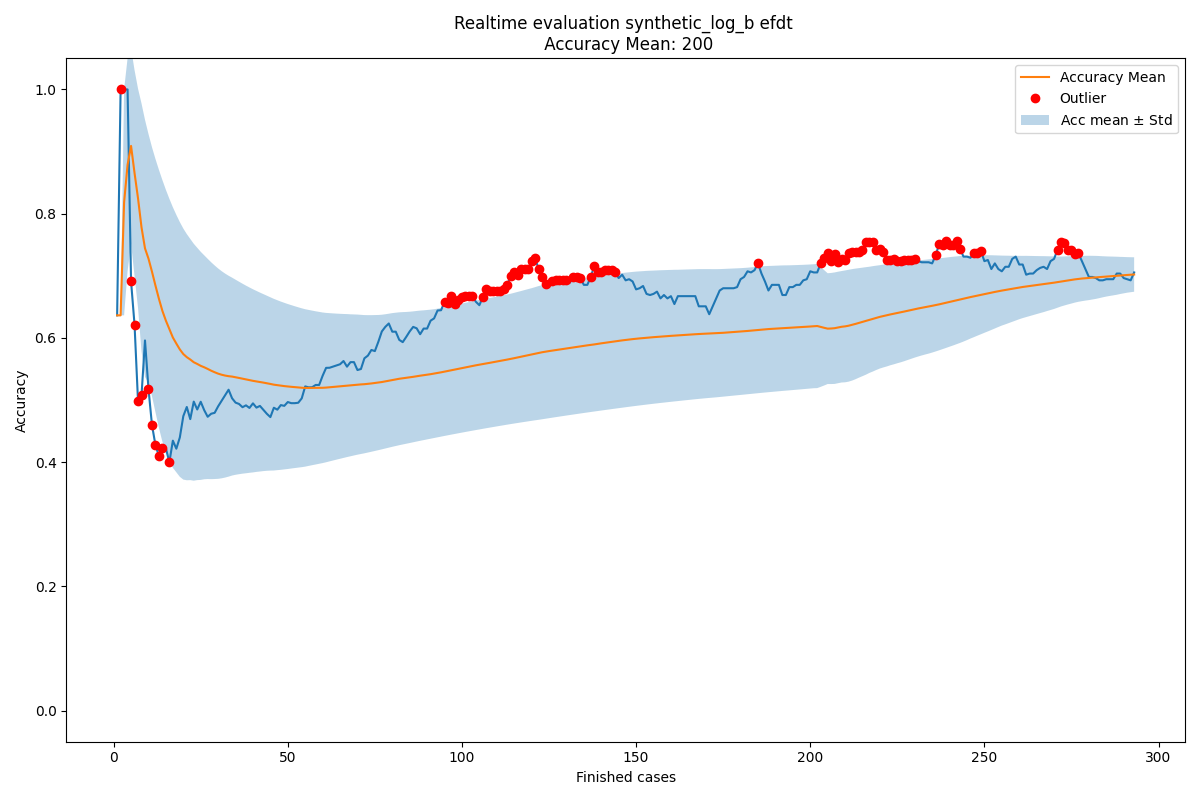 Realtime evaluation synthetic_log_b efdt
Accuracy Mean: 200
Accuracy Mean
Outlier
Acc mean ± Std
1.0
0.8
0.6
0.4
0.2
0.0
Accuracy
0 50 100 150 200 250 300
Finished cases